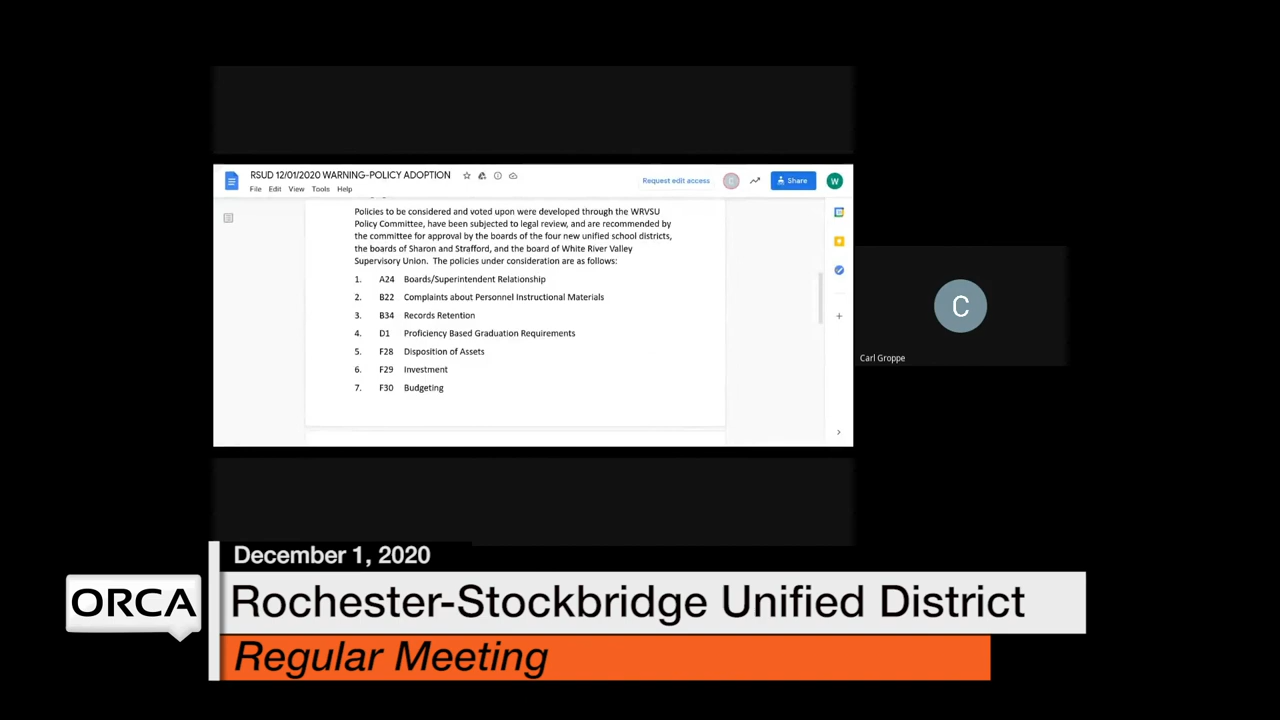 RSUD 12/01/2020 WARNING-POLICY ADOPTION
File Edit View Tools Help
Request edit access
Share
W
Policies to be considered and voted upon were developed through the WRVSU
Policy Committee, have been subjected to legal review, and are recommended by
the committee for approval by the boards of the four new unified school districts,
the boards of Sharon and Strafford, and the board of White River Valley
Supervisory Union. The policies under consideration are as follows:
1. A24 Boards/Superintendent Relationship
2. B22 Complaints about Personnel Instructional Materials
3. B34 Records Retention
4. D1 Proficiency Based Graduation Requirements
5. F28 Disposition of Assets
6. F29 Investment
7. F30 Budgeting
C
Carl Groppe
December 1, 2020
ORCA
Rochester-Stockbridge Unified District
Regular Meeting